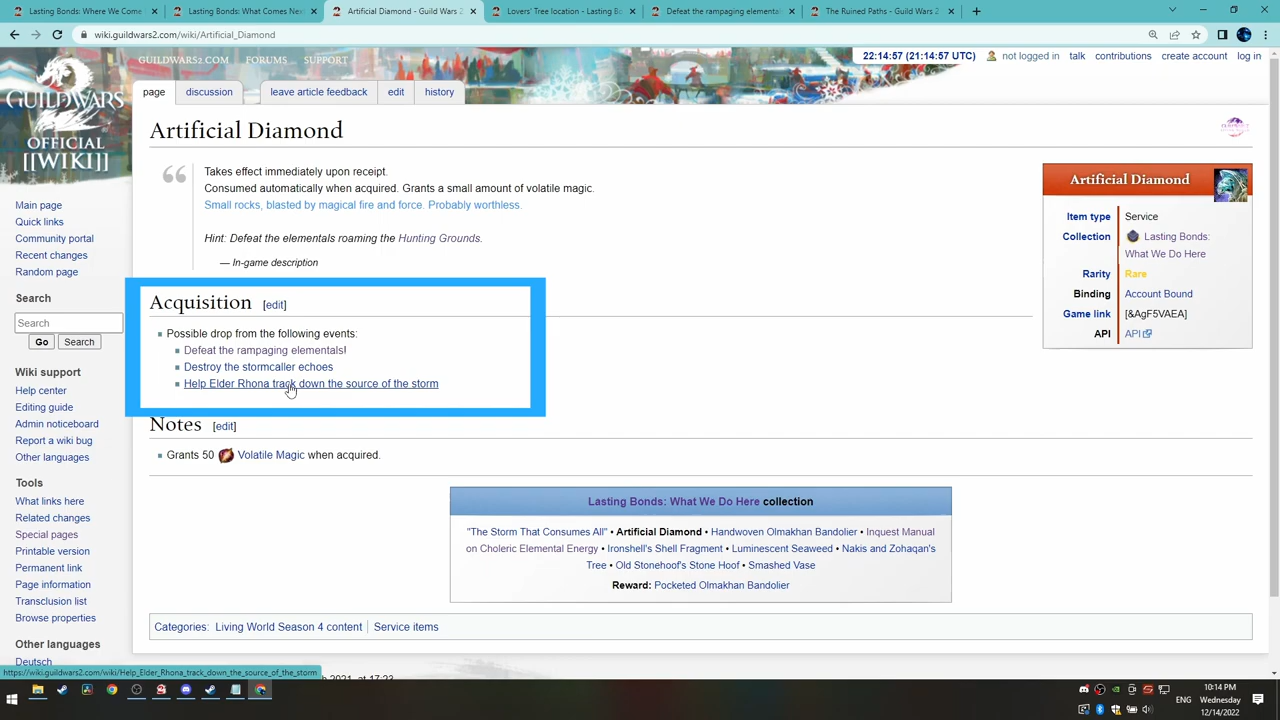 Lasting Bonds: Where We Come
Artificial Diamond - Guild Wars 2
Lovers' Tree location - Lasting Bo
Defeat the rampaging elemental
The Ruined Paths - Guild Wars 2
wiki.guildwars2.com/wiki/Artificial_Diamond
GUILDWARS2.COM FORUMS SUPPORT
22:14:57 (21:14:57 UTC) not logged in talk contributions create account log in
GUILD WARS
OFFICIAL
[[WIKI]]
page discussion leave article feedback edit history
Artificial Diamond
Takes effect immediately upon receipt.
Consumed automatically when acquired. Grants a small amount of volatile magic.
Small rocks, blasted by magical fire and force. Probably worthless.
Hint: Defeat the elementals roaming the Hunting Grounds.
— In-game description
Artificial Diamond
Item type Service
Collection Lasting Bonds:
What We Do Here
Rarity Rare
Binding Account Bound
Game link [&AgF5VAEA]
API API
Main page
Quick links
Community portal
Recent changes
Random page
Search
Search
Go Search
Wiki support
Help center
Editing guide
Admin noticeboard
Report a wiki bug
Other languages
Tools
What links here
Related changes
Special pages
Printable version
Permanent link
Page information
Transclusion list
Browse properties
Other languages
Deutsch
Acquisition [edit]
Possible drop from the following events:
Defeat the rampaging elementals!
Destroy the stormcaller echoes
Help Elder Rhona track down the source of the storm
Notes [edit]
Grants 50 Volatile Magic when acquired.
Lasting Bonds: What We Do Here collection
"The Storm That Consumes All" • Artificial Diamond • Handwoven Olmakhan Bandolier • Inquest Manual
on Choleric Elemental Energy • Ironshell's Shell Fragment • Luminescent Seaweed • Nakis and Zohaqan's
Tree • Old Stonehoof's Stone Hoof • Smashed Vase
Reward: Pocketed Olmakhan Bandolier
Categories: Living World Season 4 content Service items
https://wiki.guildwars2.com/wiki/Help_Elder_Rhona_track_down_the_source_of_the_storm
2021, at 17:23
ENG
10:14 PM
Wednesday
12/14/2022